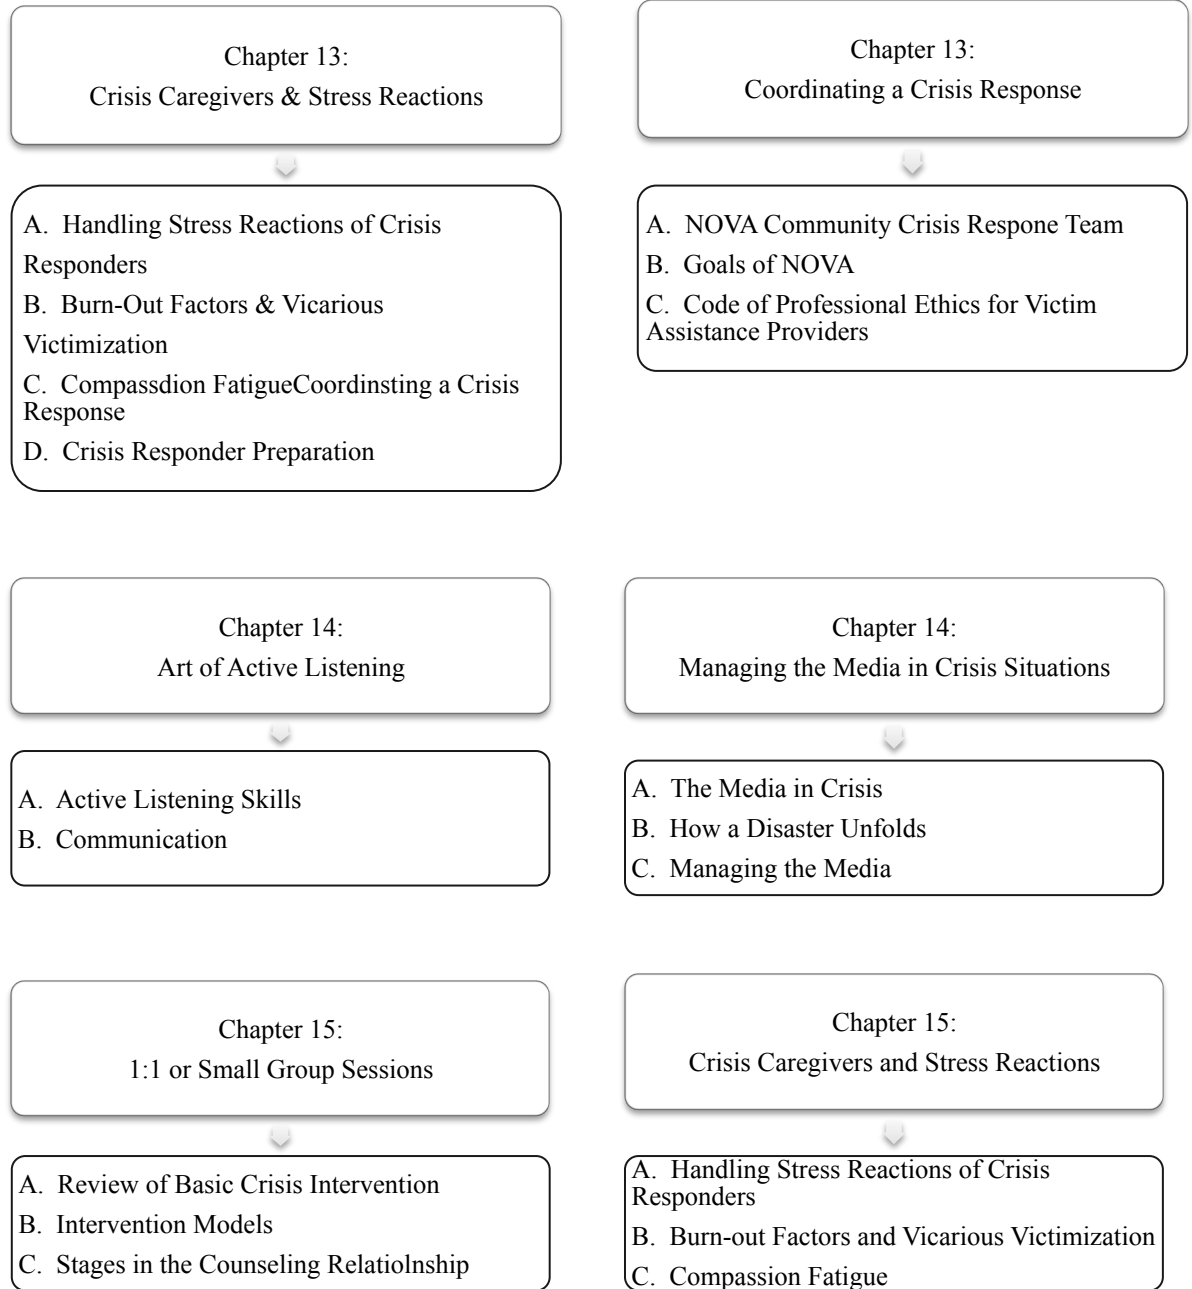 Chapter 13:
Crisis Caregivers & Stress Reactions
A. Handling Stress Reactions of Crisis
Responders
B. Burn-Out Factors & Vicarious
Victimization
C. Compassdion FatigueCoordinsting a Crisis
Response
D. Crisis Responder Preparation
Chapter 13:
Coordinating a Crisis Response
A. NOVA Community Crisis Respone Team
B. Goals of NOVA
C. Code of Professional Ethics for Victim
Assistance Providers
Chapter 14:
Art of Active Listening
A. Active Listening Skills
B. Communication
Chapter 14:
Managing the Media in Crisis Situations
A. The Media in Crisis
B. How a Disaster Unfolds
C. Managing the Media
Chapter 15:
1:1 or Small Group Sessions
A. Review of Basic Crisis Intervention
B. Intervention Models
C. Stages in the Counseling Relatiolnship
Chapter 15:
Crisis Caregivers and Stress Reactions
A. Handling Stress Reactions of Crisis
Responders
B. Burn-out Factors and Vicarious Victimization
C. Compassion Fatigue